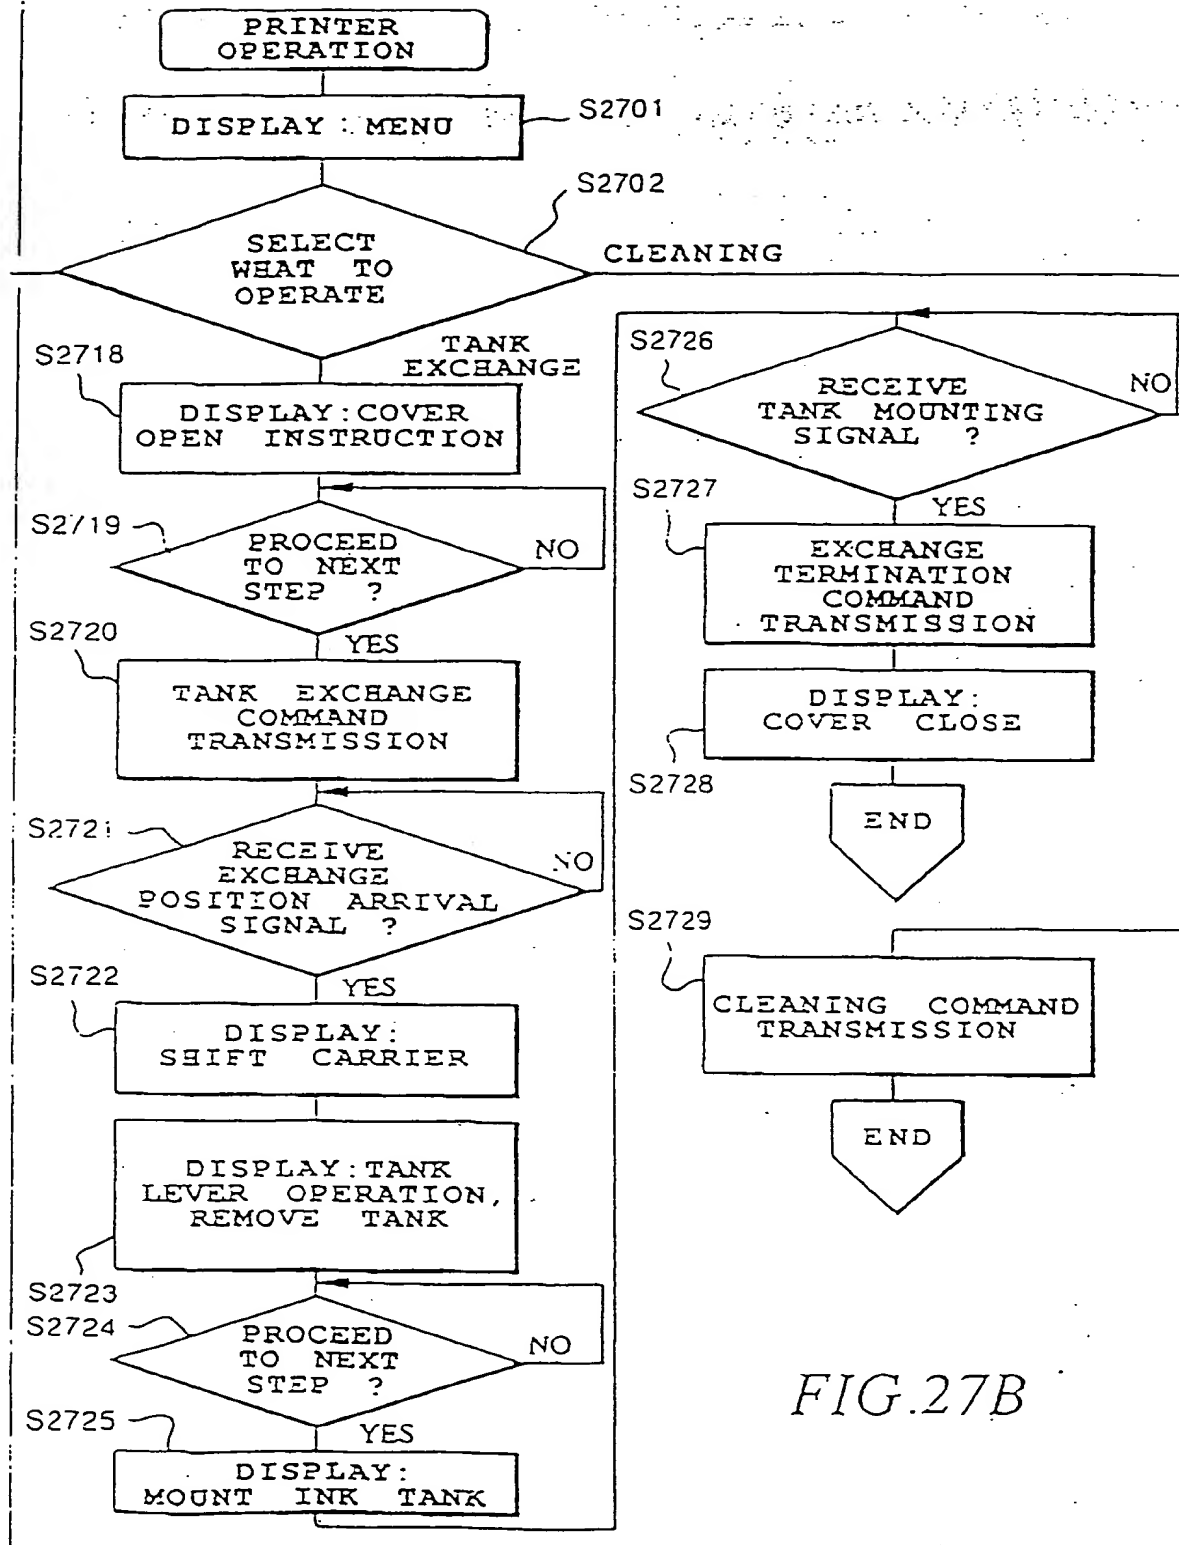 PRINTER
OPERATION
DISPLAY : MENU
S2701
S2702
SELECT
WHAT TO
OPERATE
CLEANING
TANK
EXCHANGE
S2718
DISPLAY:COVER
OPEN INSTRUCTION
S2719
PROCEED
TO NEXT
STEP ?
NO
YES
S2720
TANK EXCHANGE
COMMAND
TRANSMISSION
S2721
RECEIVE
EXCHANGE
POSITION ARRIVAL
SIGNAL ?
NO
YES
S2722
DISPLAY:
SHIFT CARRIER
DISPLAY:TANK
LEVER OPERATION,
REMOVE TANK
S2723
S2724
PROCEED
TO NEXT
STEP ?
NO
YES
S2725
DISPLAY:
MOUNT INK TANK
S2726
RECEIVE
TANK MOUNTING
SIGNAL ?
NO
YES
S2727
EXCHANGE
TERMINATION
COMMAND
TRANSMISSION
DISPLAY:
COVER CLOSE
S2728
END
S2729
CLEANING COMMAND
TRANSMISSION
END
FIG.27B